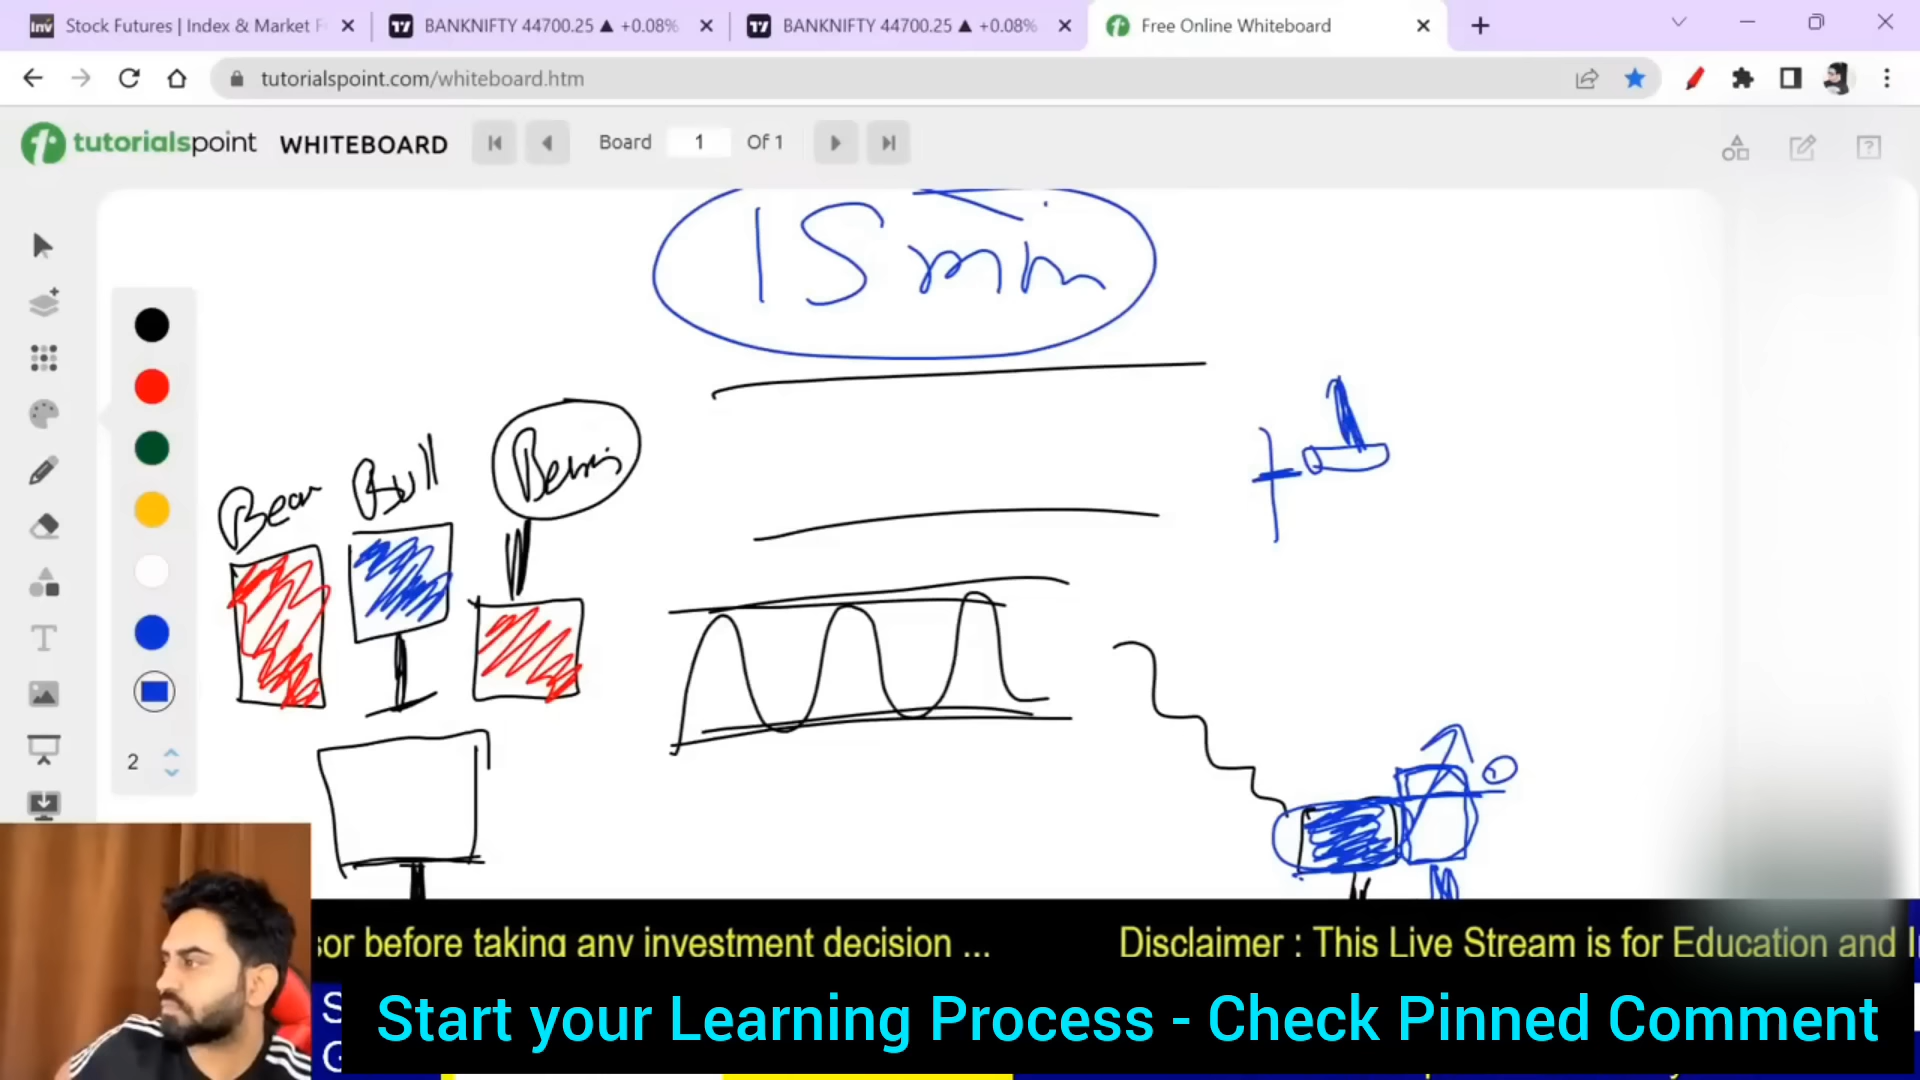 Stock Futures | Index & Market F
BANKNIFTY 44700.25 ▲ +0.08%
BANKNIFTY 44700.25 ▲ +0.08%
Free Online Whiteboard
tutorialspoint.com/whiteboard.htm
tutorialspoint WHITEBOARD Board 1 Of 1
15 min
Bear
Bull
2
sor before taking any investment decision ... Disclaimer : This Live Stream is for Education and I
Start your Learning Process - Check Pinned Comment
S
G